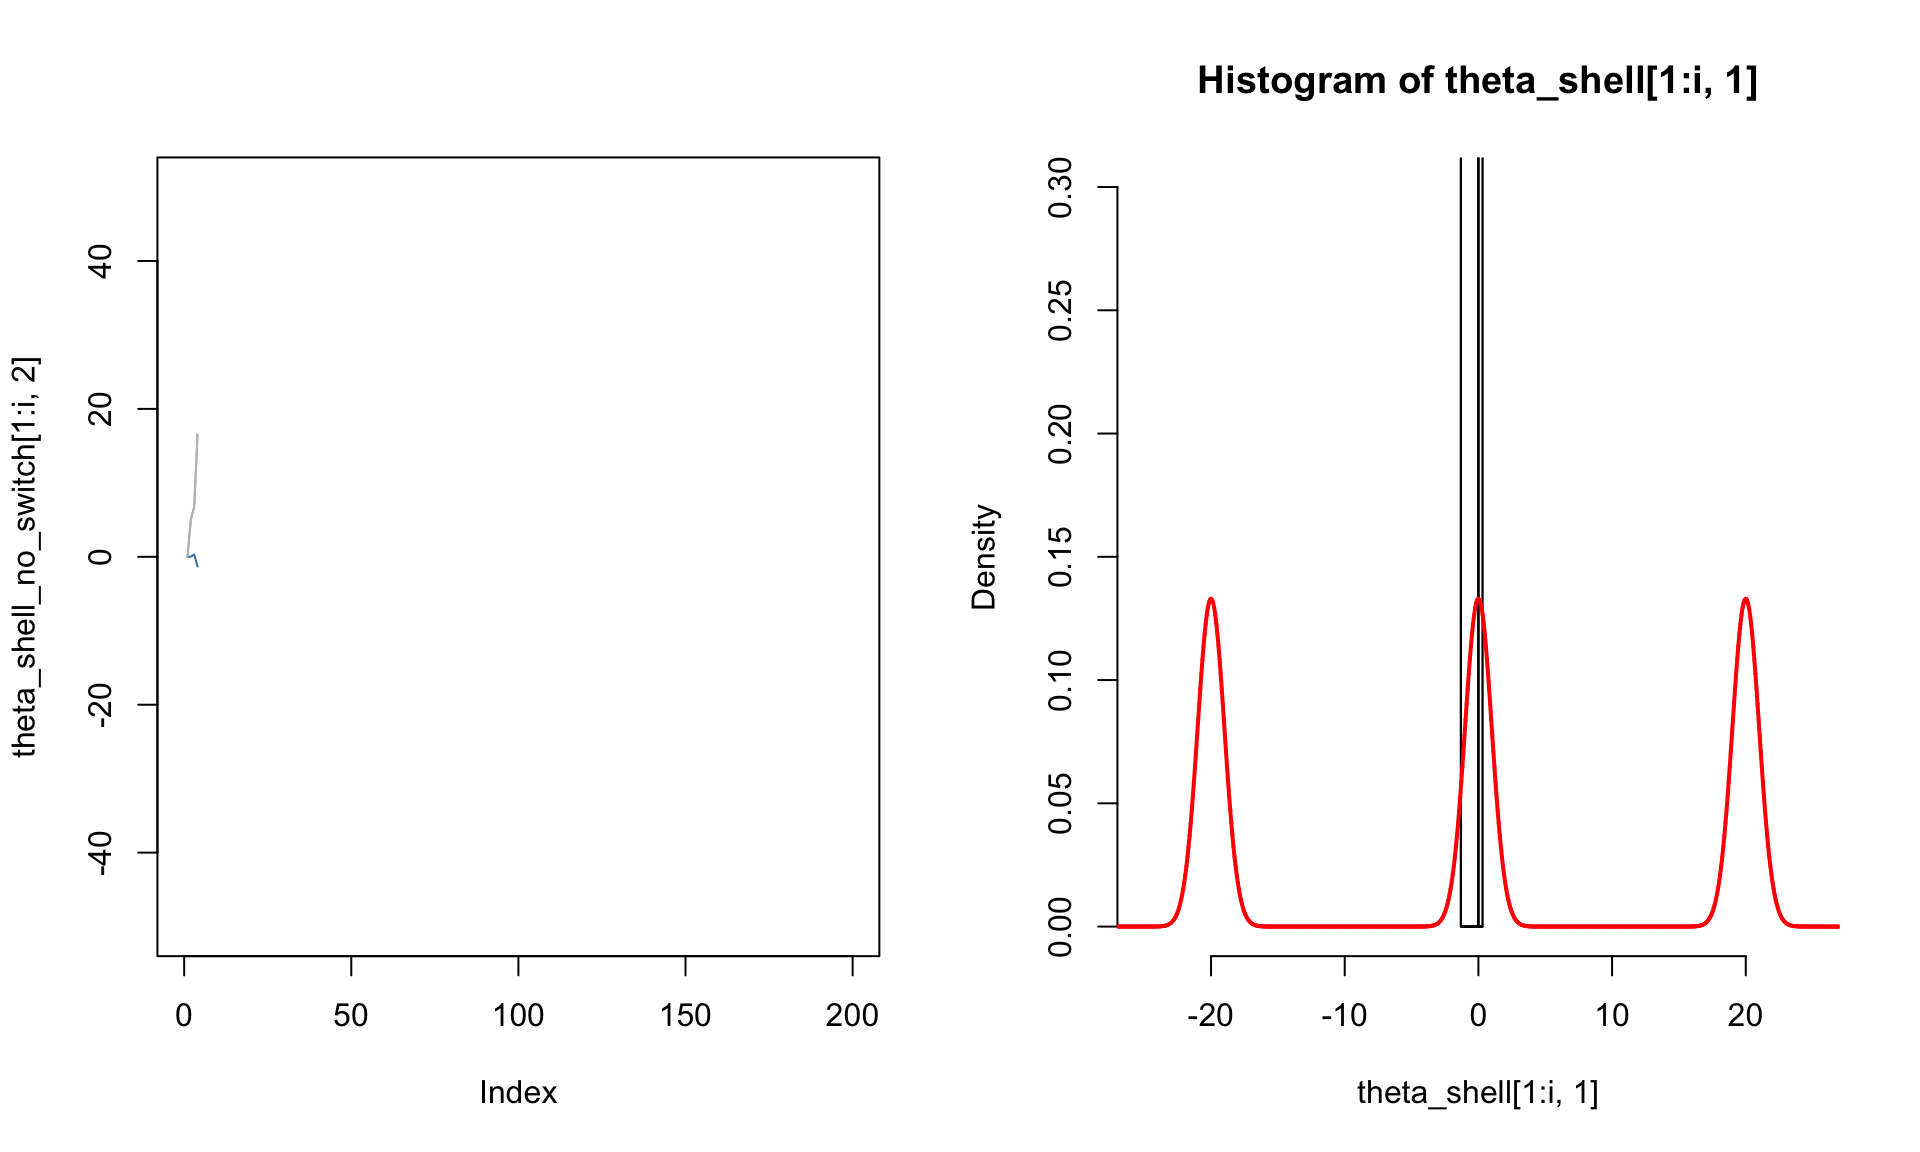 theta_shell_no_switch[1:i, 2]
40
20
0
-20
-40
0 50 100 150 200
Index
Histogram of theta_shell[1:i, 1]
Density
0.30
0.25
0.20
0.15
0.10
0.05
0.00
-20 -10 0 10 20
theta_shell[1:i, 1]